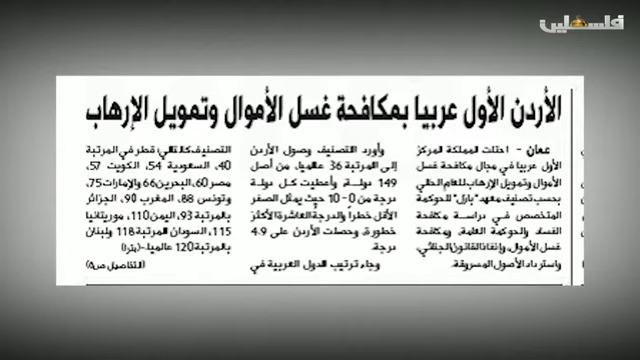 فلسطين
الأردن الأول عربيا بمكافحة غسل الأموال وتمويل الإرهاب
عمان - احتلت المملكة المركز
الأول عربيا في مجال مكافحة غسل
الأموال وتمويل الإرهاب للعام الحالي
بحسب تصنيف معهد "بازل" للحوكمة
المتخصص في دراسة مكافحة
الفساد والحوكمة العامة، ومكافحة
غسل الأموال، وإنفاذ القانون الجنائي،
واسترداد الأصول المسروقة.
وأورد التصنيف وصول الأردن
إلى المرتبة 36 عالميا، من أصل
149 دولة، وأعطيت كل دولة
درجة من 0-10 حيث يمثل الصفر
الأقل خطرا والدرجة العاشرة الأكثر
خطورة، وحصلت الأردن على 4.9
درجة.
وجاء ترتيب الدول العربية في
التصنيف كالتالي: قطر في المرتبة
40، السعودية 54، الكويت 57،
مصر 60، البحرين 66 والإمارات 75،
وتونس 88، المغرب 90، الجزائر
بالمرتبة 93، اليمن 110، موريتانيا
115، السودان المرتبة 118 ولبنان
بالمرتبة 120 عالميا.- (بترا)
(التفاصيل ص5)